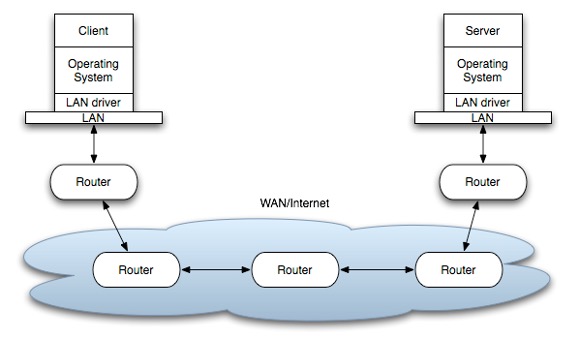 Client
Operating
System
LAN driver
LAN
Server
Operating
System
LAN driver
LAN
Router
Router
WAN/Internet
Router
Router
Router